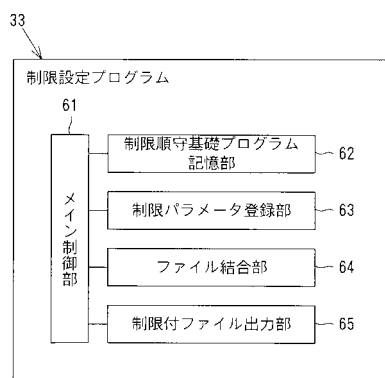 33
制限設定プログラム
61
メイン制御部
制限順守基礎プログラム
記憶部
62
制限パラメータ登録部
63
ファイル結合部
64
制限付ファイル出力部
65